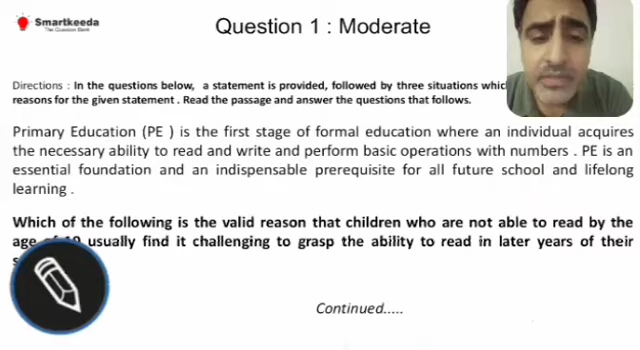 Smartkeeda
The Question Bank
Question 1 : Moderate
Directions : In the questions below, a statement is provided, followed by three situations
reasons for the given statement . Read the passage and answer the questions that follows.
Primary Education (PE ) is the first stage of formal education where an individual acquires
the necessary ability to read and write and perform basic operations with numbers . PE is an
essential foundation and an indispensable prerequisite for all future school and lifelong
learning .
Which of the following is the valid reason that children who are not able to read by the
age usually find it challenging to grasp the ability to read in later years of their
Continued.....